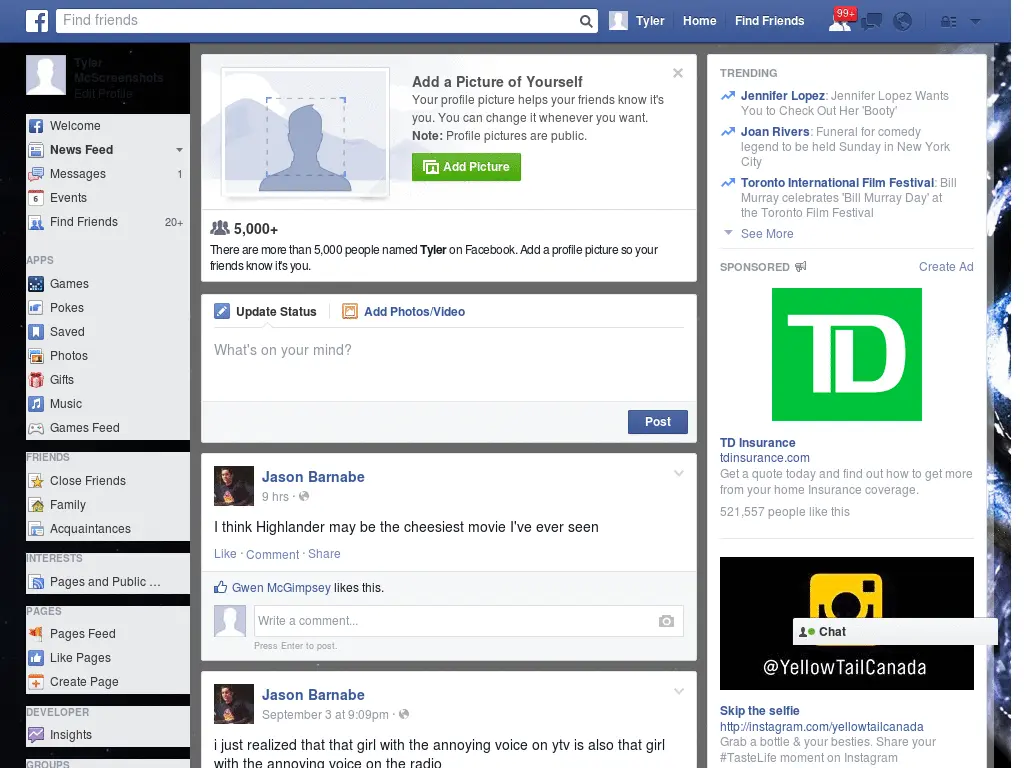 Find friends
Tyler
Home
Find Friends
99+
Tyler
McScreenshots
Edit Profile
Welcome
News Feed
Messages 1
6 Events
Find Friends 20+
APPS
Games
Pokes
Saved
Photos
Gifts
Music
Games Feed
FRIENDS
Close Friends
Family
Acquaintances
INTERESTS
Pages and Public ...
PAGES
Pages Feed
Like Pages
Create Page
DEVELOPER
Insights
GROUPS
Add a Picture of Yourself
Your profile picture helps your friends know it's
you. You can change it whenever you want.
Note: Profile pictures are public.
Add Picture
5,000+
There are more than 5,000 people named Tyler on Facebook. Add a profile picture so your
friends know it's you.
Update Status
Add Photos/Video
What's on your mind?
Post
Jason Barnabe
9 hrs ·
I think Highlander may be the cheesiest movie I've ever seen
Like · Comment · Share
Gwen McGimpsey likes this.
Write a comment...
Press Enter to post.
Jason Barnabe
September 3 at 9:09pm ·
i just realized that that girl with the annoying voice on ytv is also that girl
with the annoying voice on the radio
TRENDING
Jennifer Lopez: Jennifer Lopez Wants
You to Check Out Her 'Booty'
Joan Rivers: Funeral for comedy
legend to be held Sunday in New York
City
Toronto International Film Festival: Bill
Murray celebrates 'Bill Murray Day' at
the Toronto Film Festival
See More
SPONSORED
Create Ad
TD
TD Insurance
tdinsurance.com
Get a quote today and find out how to get more
from your home Insurance coverage.
521,557 people like this
Chat
@YellowTailCanada
Skip the selfie
http://instagram.com/yellowtailcanada
Grab a bottle & your besties. Share your
#TasteLife moment on Instagram